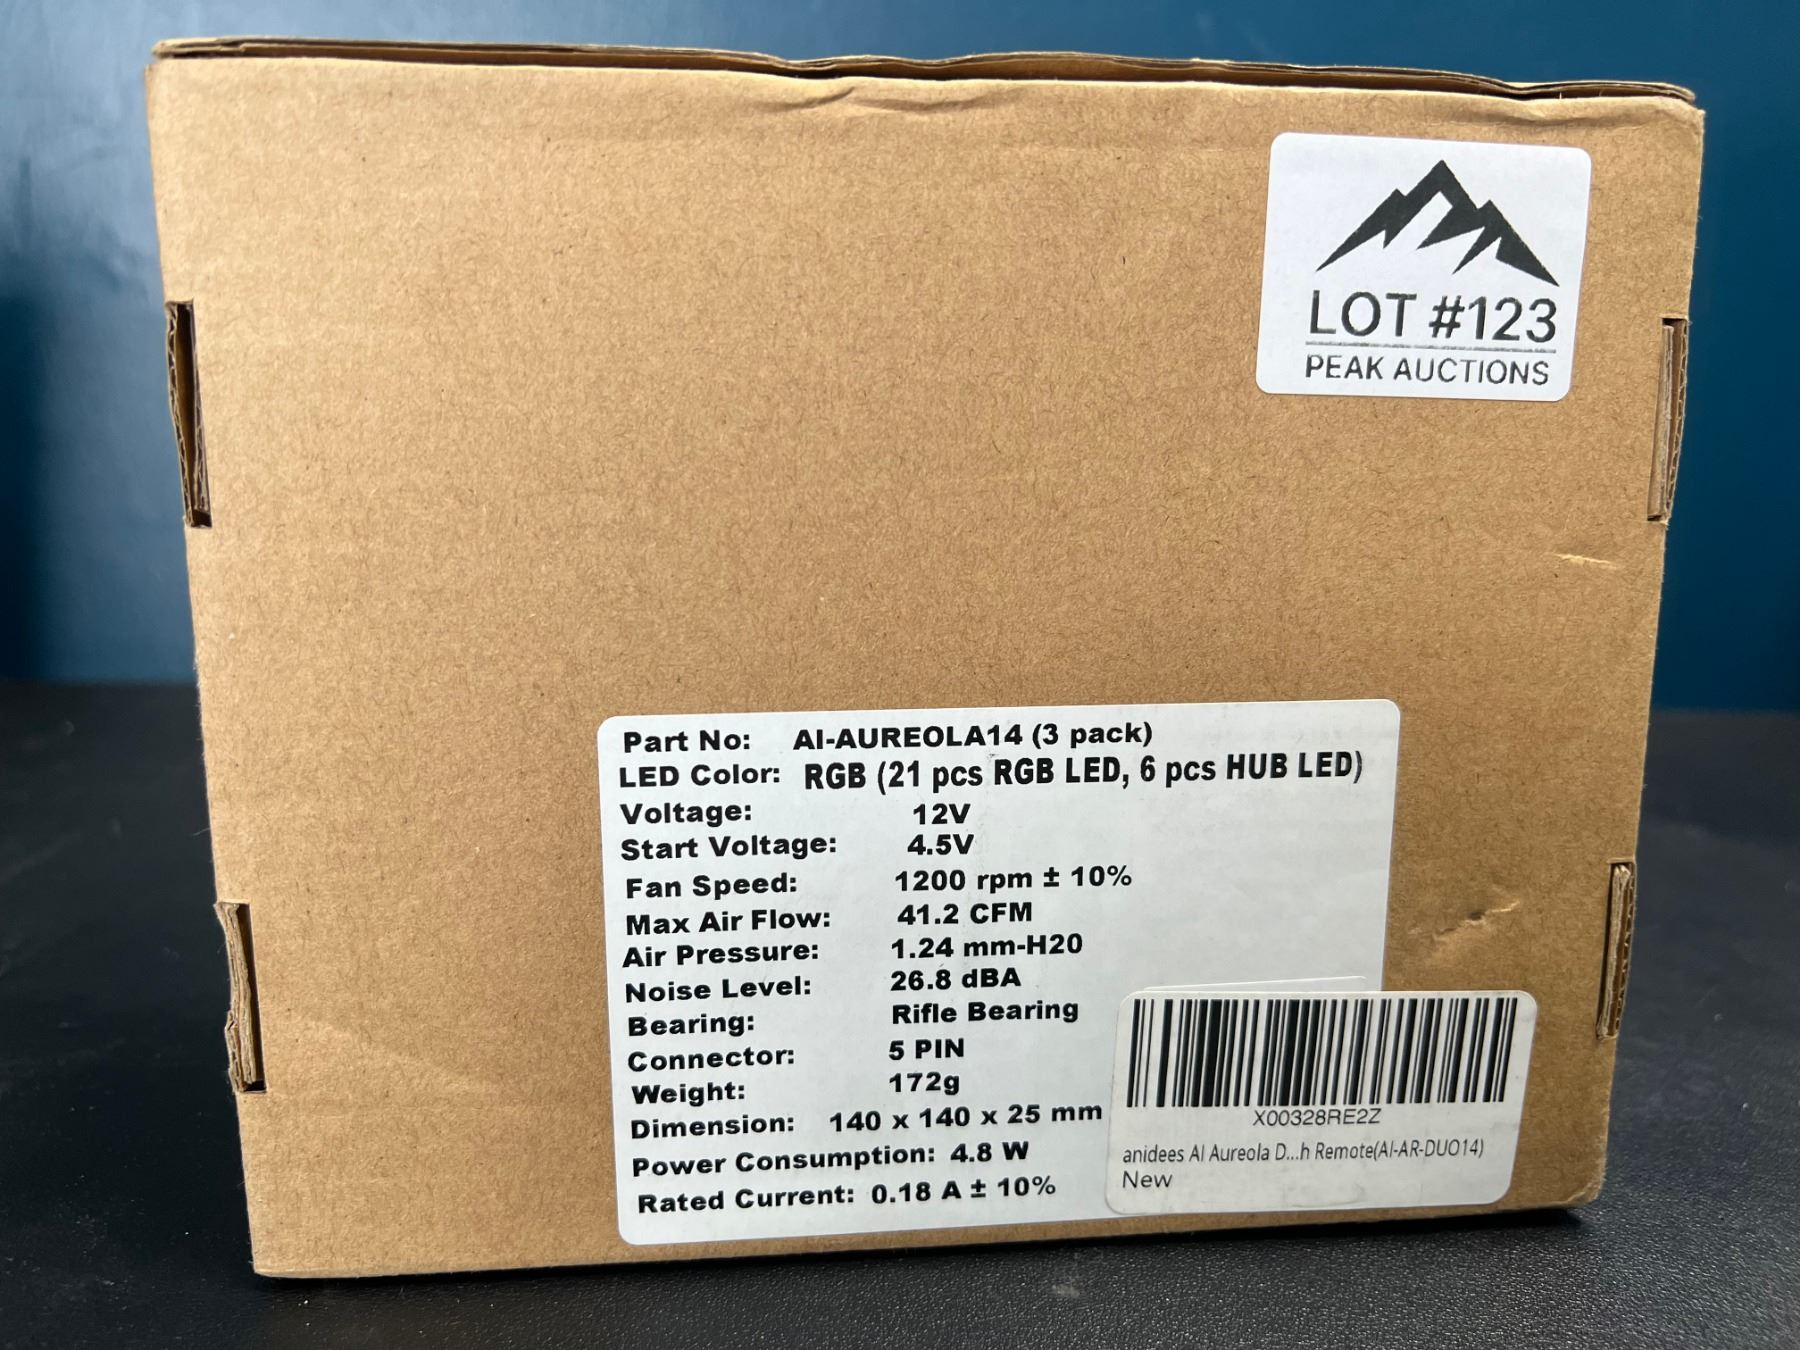 LOT #123
PEAK AUCTIONS
Part No: AI-AUREOLA14 (3 pack)
LED Color: RGB (21 pcs RGB LED, 6 pcs HUB LED)
Voltage: 12V
Start Voltage: 4.5V
Fan Speed: 1200 rpm ± 10%
Max Air Flow: 41.2 CFM
Air Pressure: 1.24 mm-H20
Noise Level: 26.8 dBA
Bearing: Rifle Bearing
Connector: 5 PIN
Weight: 172g
Dimension: 140 x 140 x 25 mm
Power Consumption: 4.8 W
Rated Current: 0.18 A ± 10%
X00328RE2Z
anidees AI Aureola D...h Remote(AI-AR-DUO14)
New